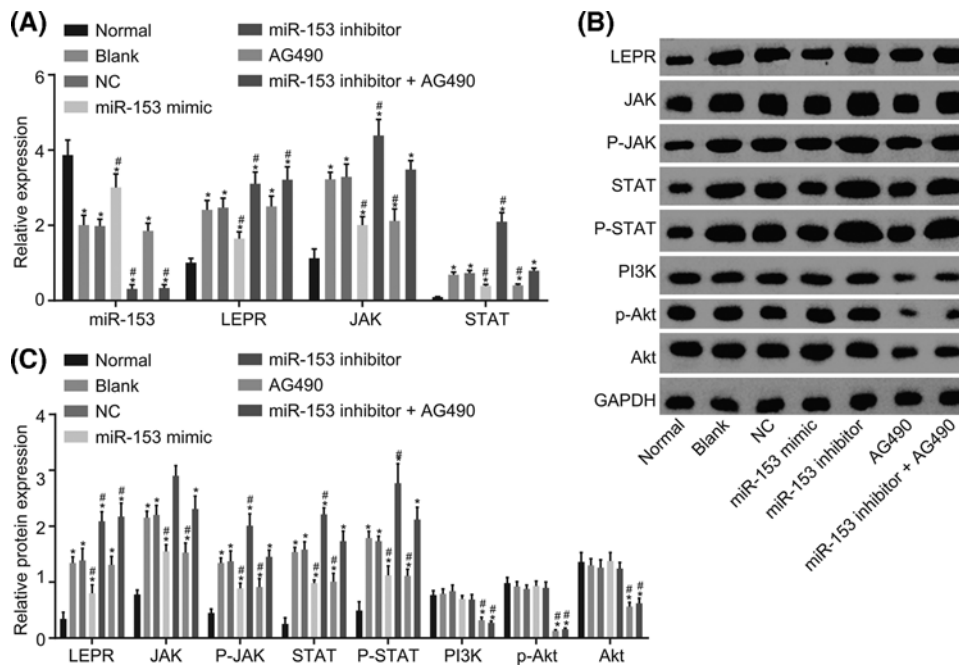 (A)
Normal
Blank
NC
miR-153 mimic
miR-153 inhibitor
AG490
miR-153 inhibitor + AG490
Relative expression
6
4
2
0
miR-153 LEPR JAK STAT
(B)
LEPR
JAK
P-JAK
STAT
P-STAT
PI3K
p-Akt
Akt
GAPDH
Normal
Blank
NC
miR-153 mimic
miR-153 inhibitor
AG490
miR-153 inhibitor + AG490
(C)
Normal
Blank
NC
miR-153 mimic
miR-153 inhibitor
AG490
miR-153 inhibitor + AG490
Relative protein expression
4
3
2
1
0
LEPR JAK P-JAK STAT P-STAT PI3K p-Akt Akt